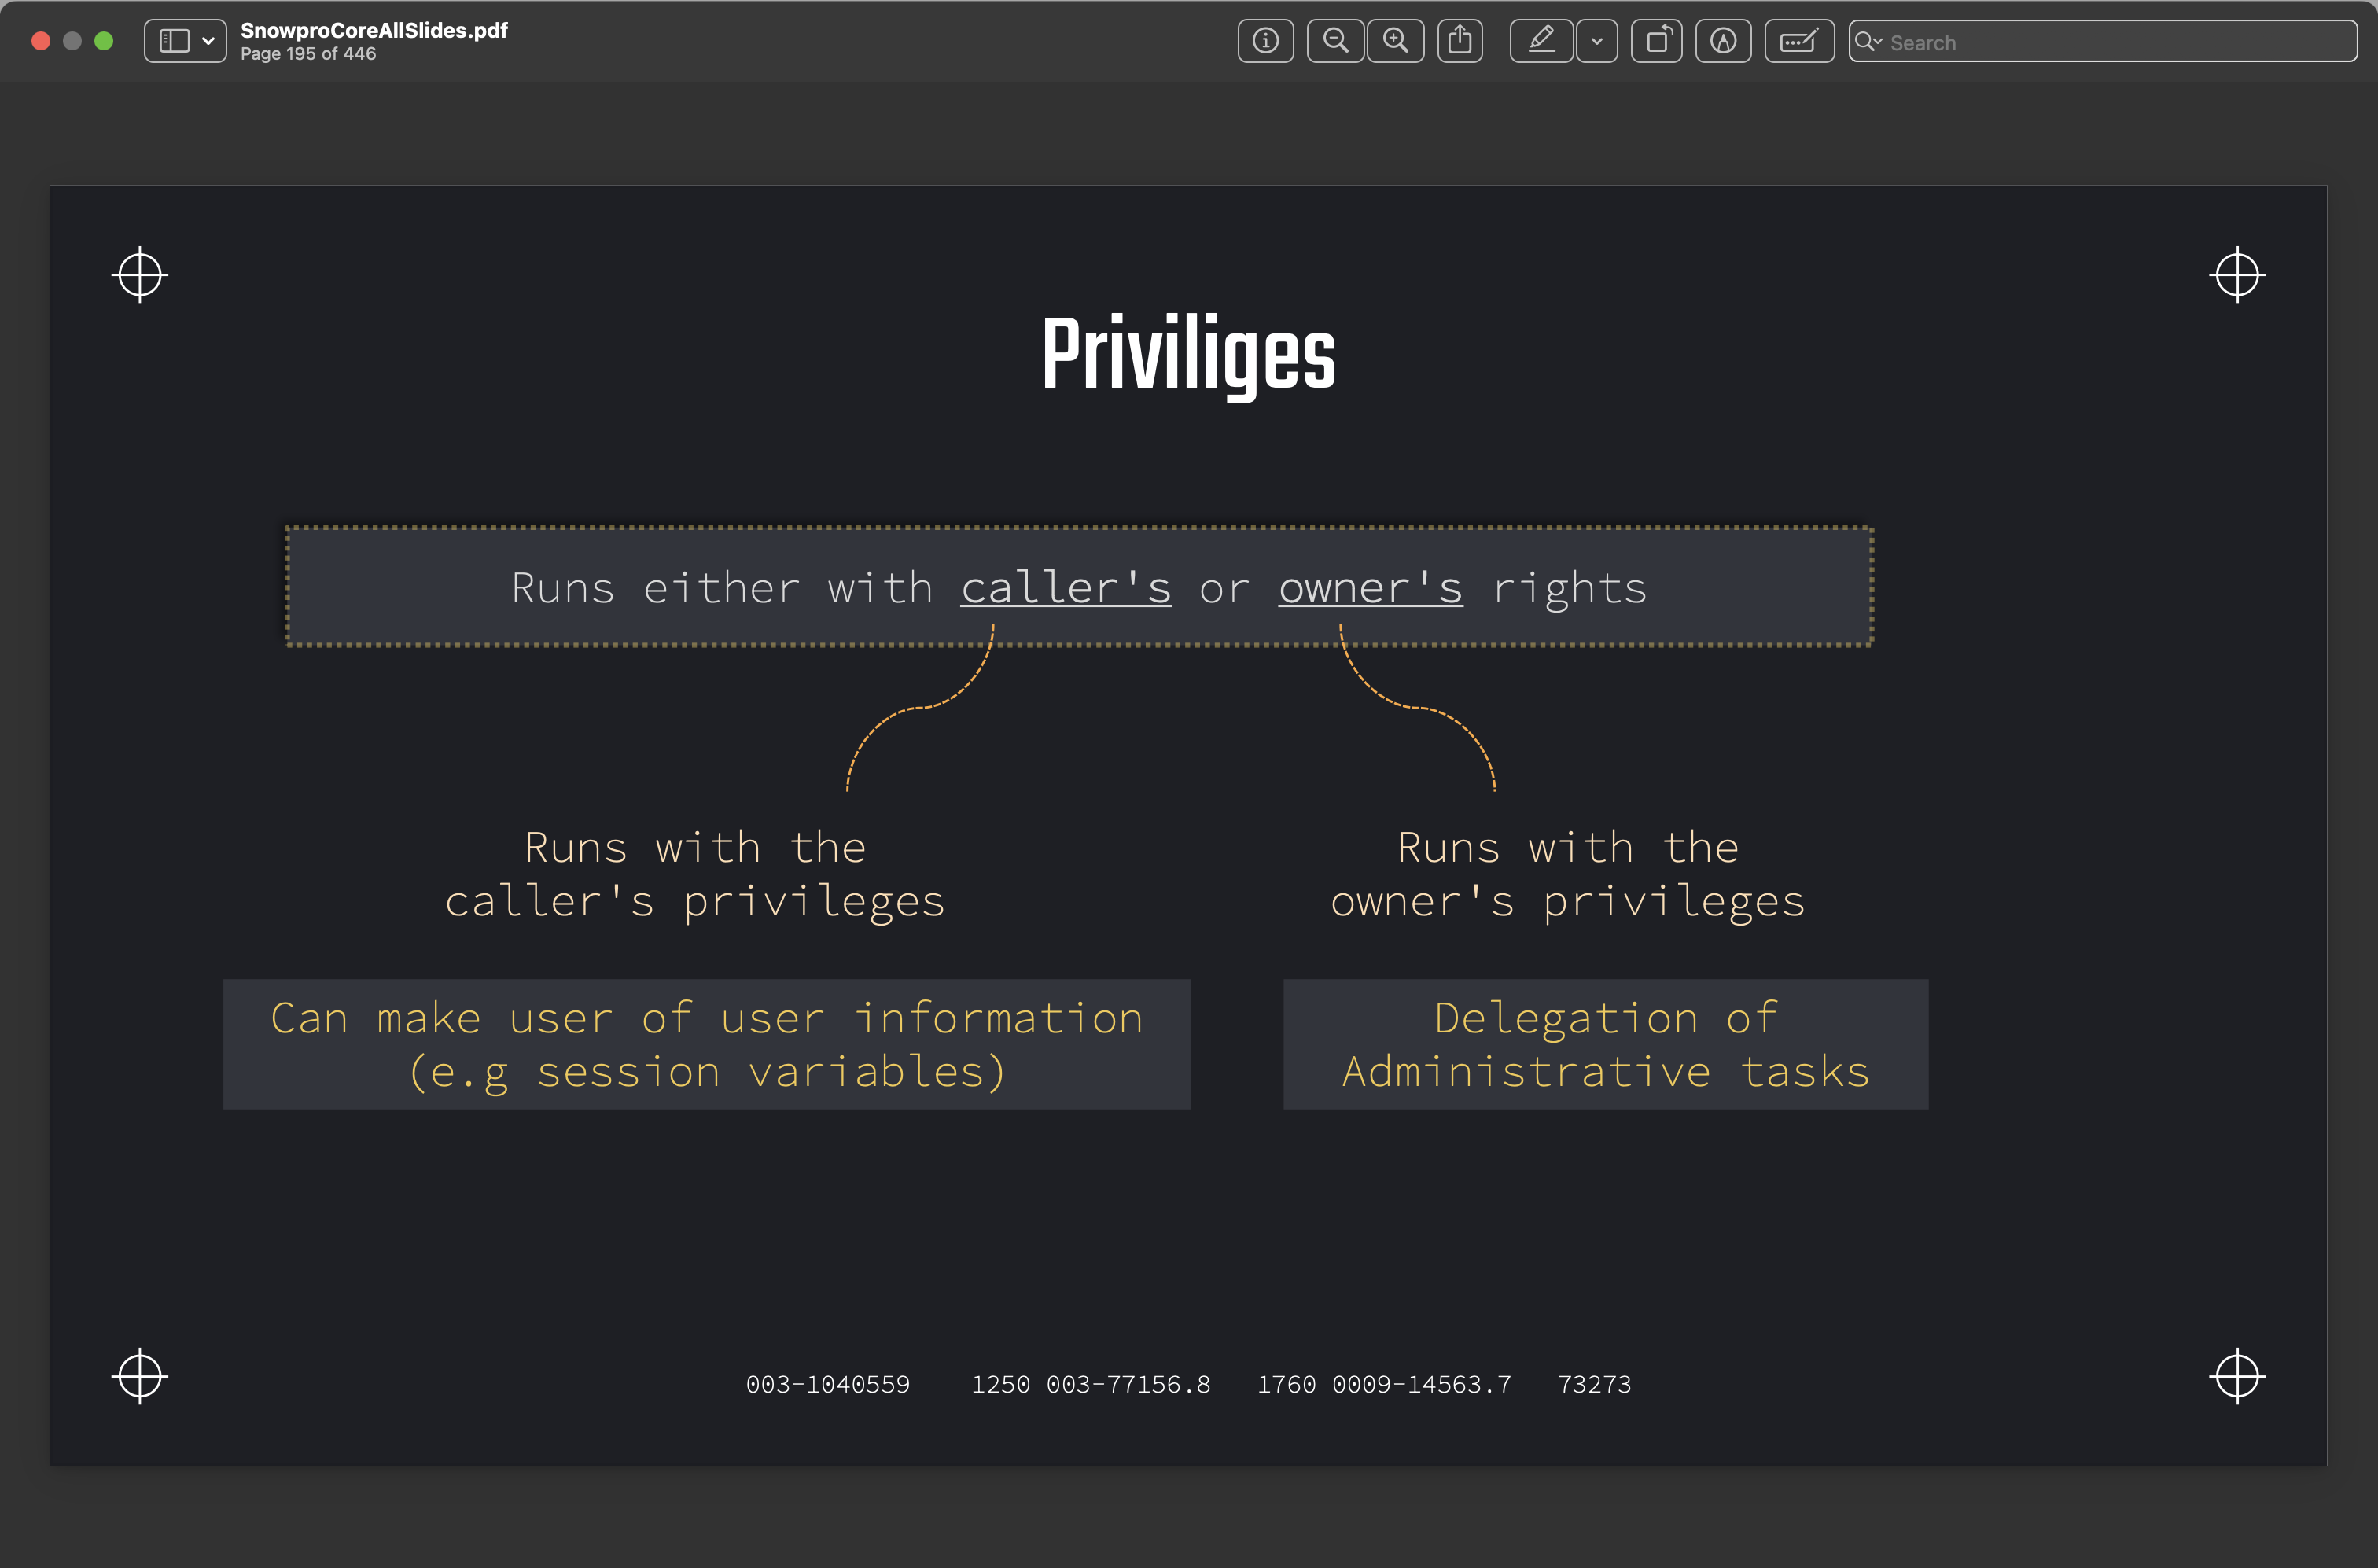 SnowproCoreAllSlides.pdf
Page 195 of 446
Search
Priviliges
Runs either with caller's or owner's rights
Runs with the
caller's privileges
Runs with the
owner's privileges
Can make user of user information
(e.g session variables)
Delegation of
Administrative tasks
003-1040559 1250 003-77156.8 1760 0009-14563.7 73273